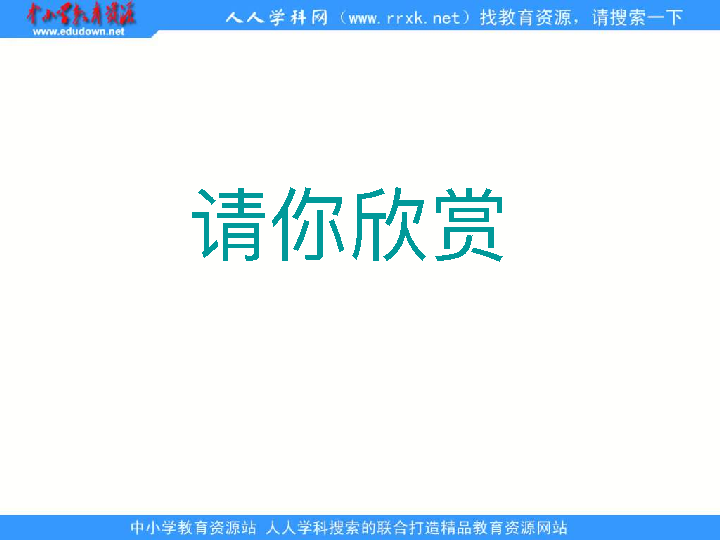 中小学教育资源
www.edudown.net
人人学科网（www.rrxk.net）找教育资源，请搜索一下
请你欣赏
中小学教育资源站 人人学科搜索的联合打造精品教育资源网站